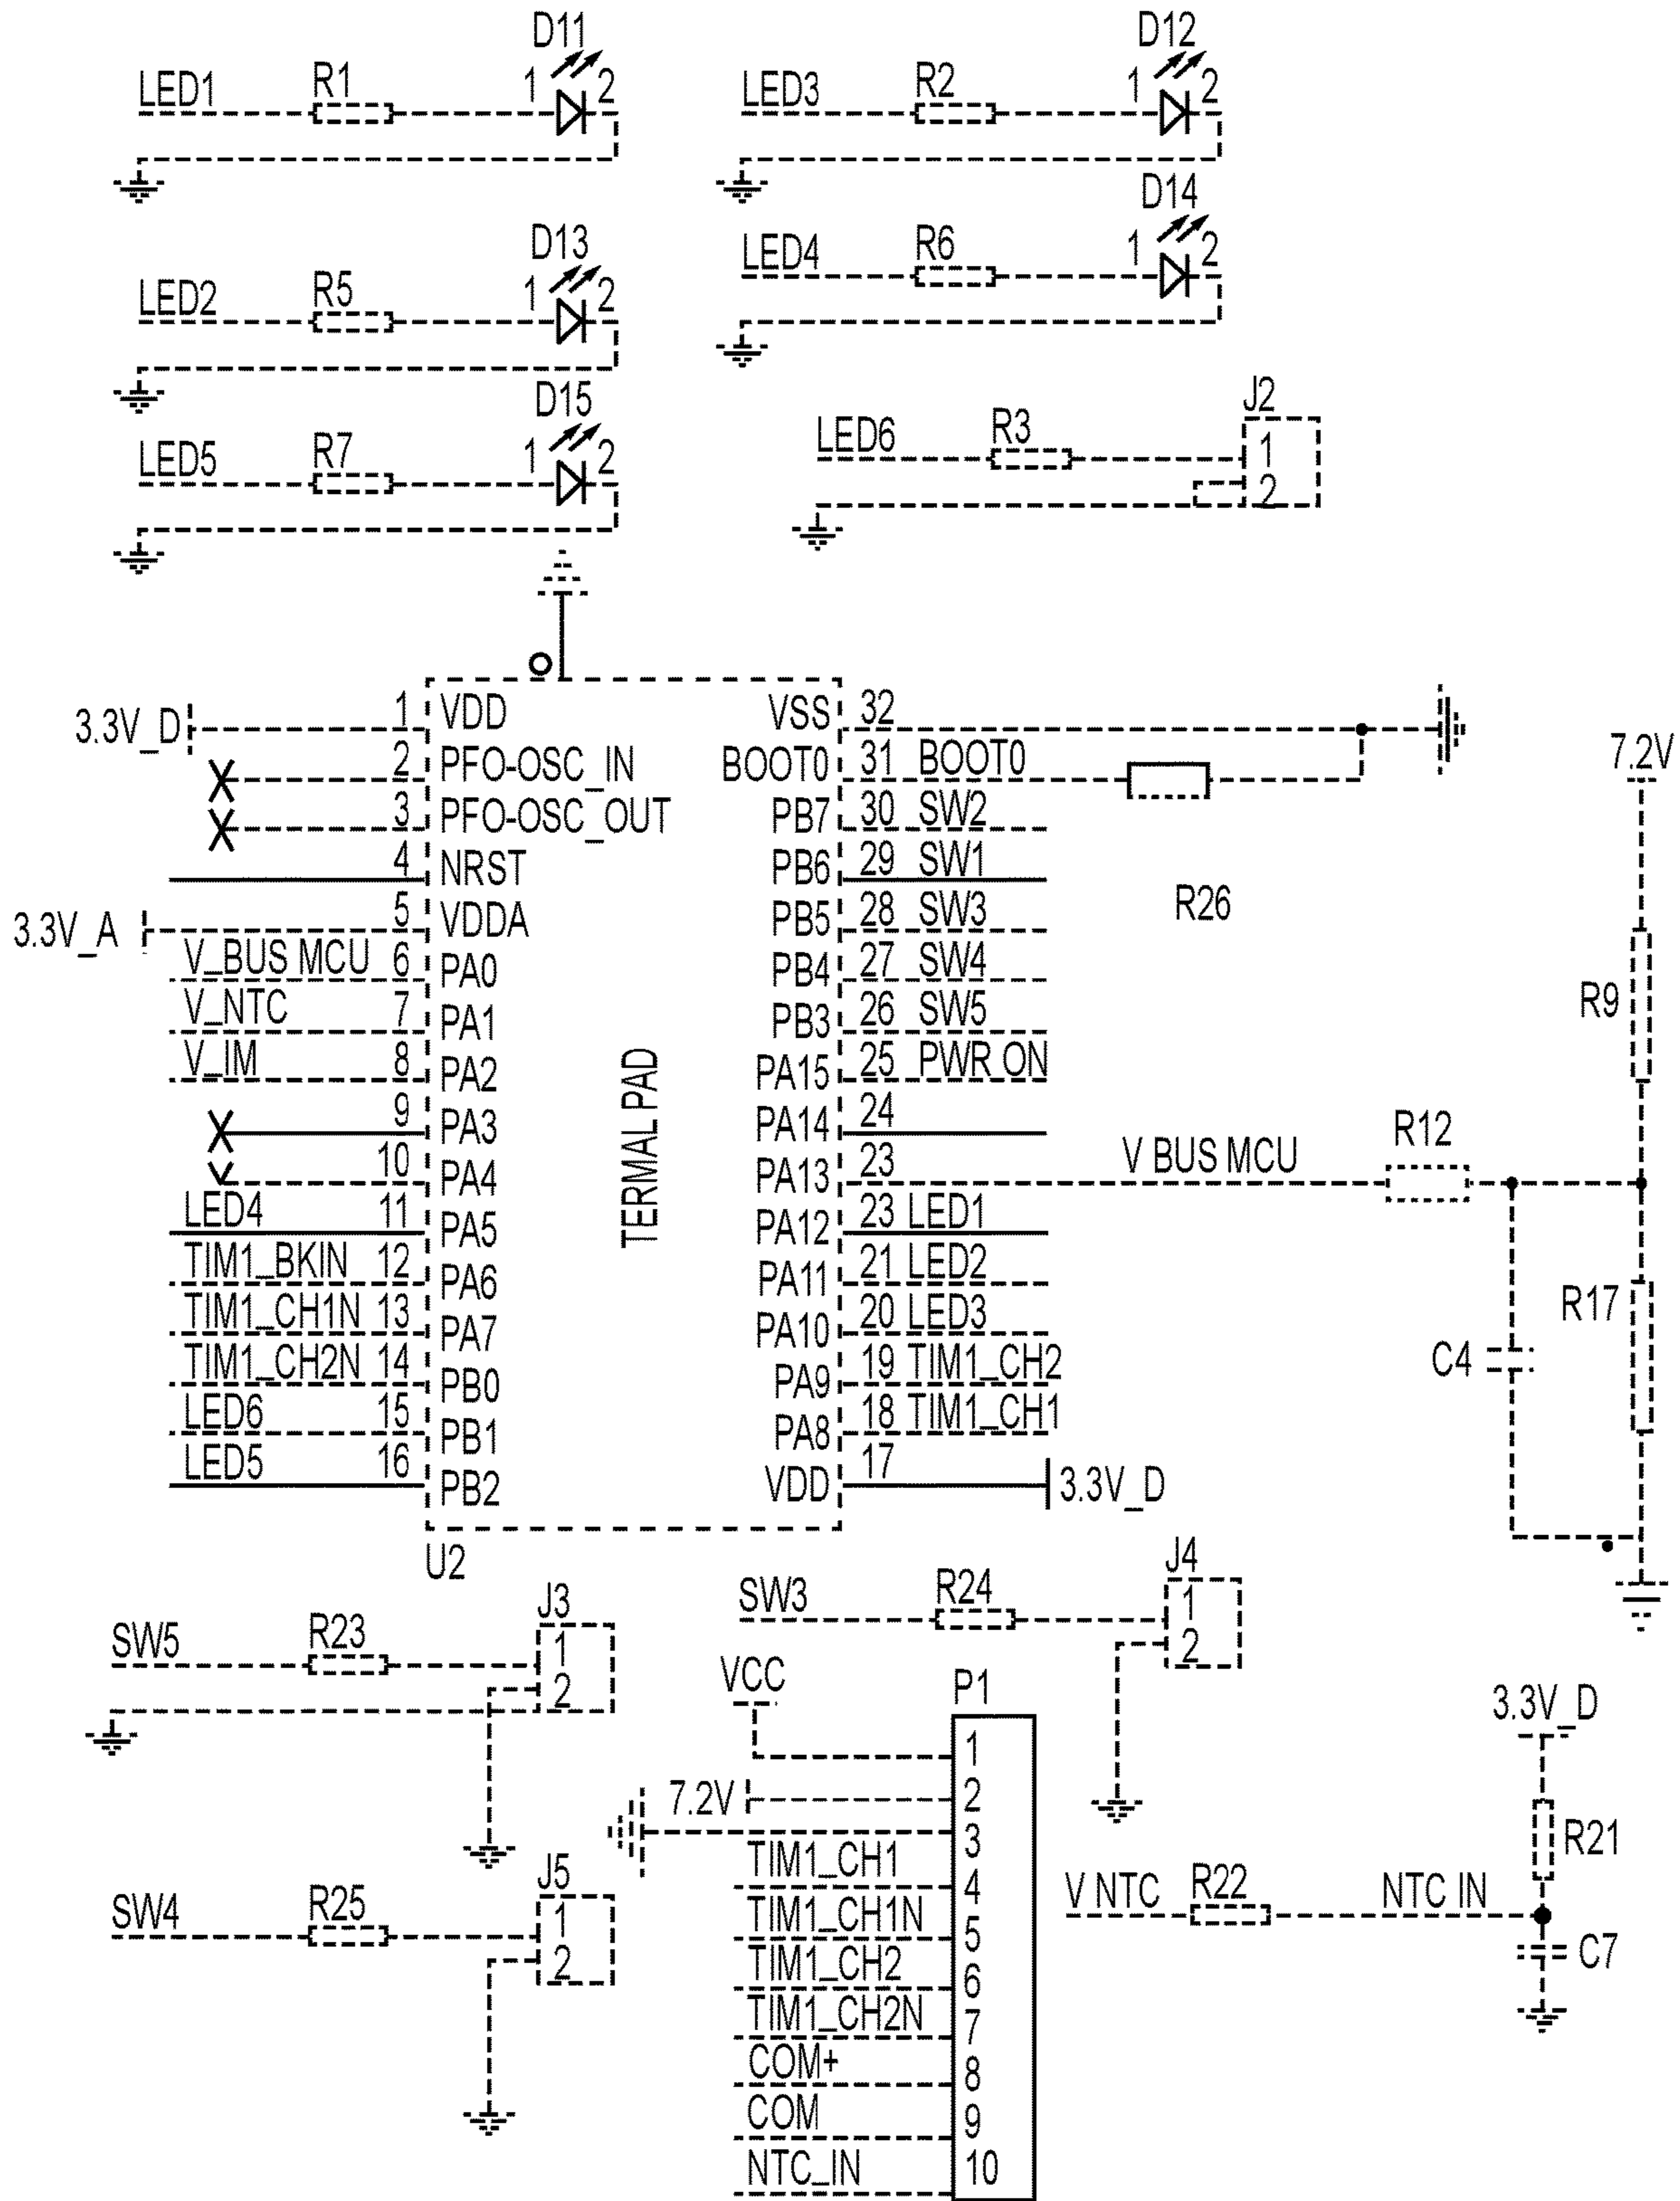 D11
D12
LED1 R1 1 2
LED3 R2 1 2
D13
D14
LED2 R5 1 2
LED4 R6 1 2
D15
J2
LED5 R7 1 2
LED6 R3 1
2
3.3V_D 1 VDD VSS 32
2 PFO-OSC_IN BOOT0 31 BOOT0
7.2V
3 PFO-OSC_OUT PB7 30 SW2
4 NRST PB6 29 SW1
R26
3.3V_A 5 VDDA PB5 28 SW3
V_BUS MCU 6 PA0 PB4 27 SW4
R9
V_NTC 7 PA1 PB3 26 SW5
V_IM 8 PA2 PA15 25 PWR ON
TERMAL PAD
9 PA3 PA14 24
10 PA4 PA13 23 V BUS MCU R12
LED4 11 PA5 PA12 23 LED1
TIM1_BKIN 12 PA6 PA11 21 LED2
TIM1_CH1N 13 PA7 PA10 20 LED3
R17
TIM1_CH2N 14 PB0 PA9 19 TIM1_CH2
C4
LED6 15 PB1 PA8 18 TIM1_CH1
LED5 16 PB2 VDD 17 3.3V_D
U2
J4
SW3 R24 1
2
J3
SW5 R23 1
2
VCC
P1
3.3V_D
1
7.2V 2
3
R21
TIM1_CH1 4
J5
SW4 R25 1
2
V NTC R22 NTC IN
TIM1_CH1N 5
C7
TIM1_CH2 6
TIM1_CH2N 7
COM+ 8
COM 9
NTC_IN 10